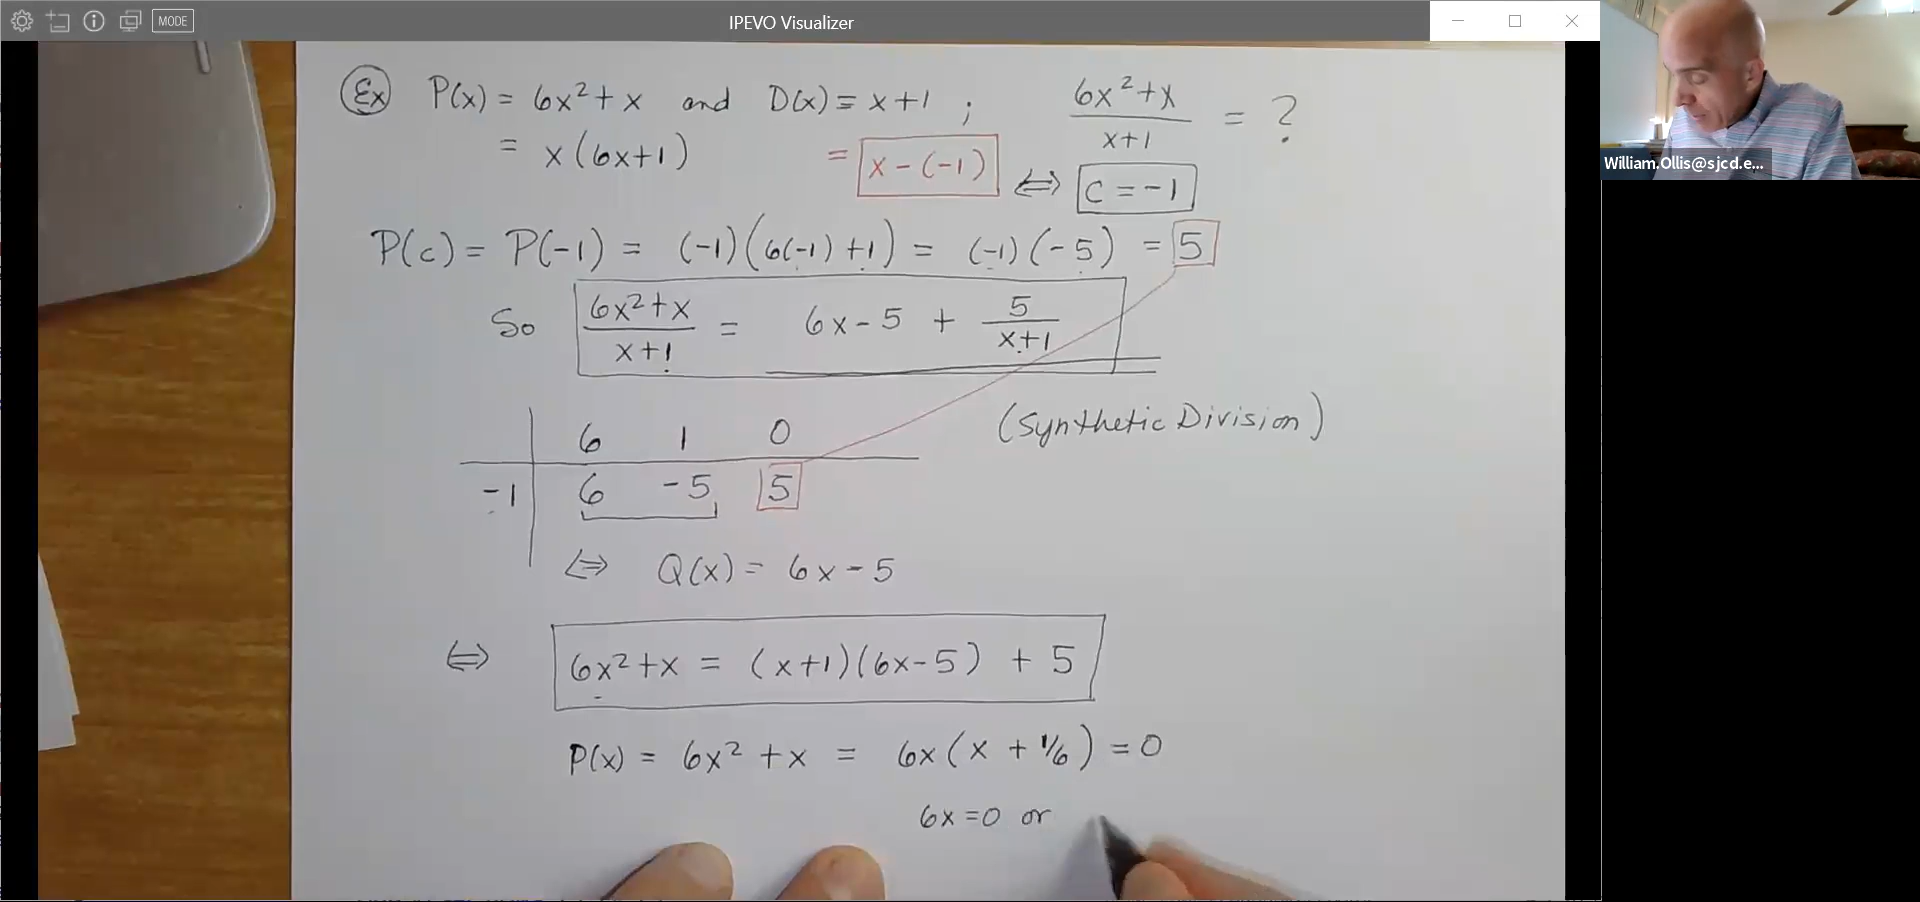 MODE
IPEVO Visualizer
William.Ollis@sjcd.e...
Ex P(x) = 6x² + x and D(x) = x + 1 ; 6x² + x / x + 1 = ?
= x (6x + 1) = x - (-1) ⇔ c = -1
P(c) = P(-1) = (-1)(6(-1) + 1) = (-1)(-5) = 5
So 6x² + x / x + 1 = 6x - 5 + 5 / x + 1
6 1 0 (Synthetic Division)
-1 6 -5 5
⇔ Q(x) = 6x - 5
⇔ 6x² + x = (x + 1)(6x - 5) + 5
P(x) = 6x² + x = 6x(x + 1/6) = 0
6x = 0 or